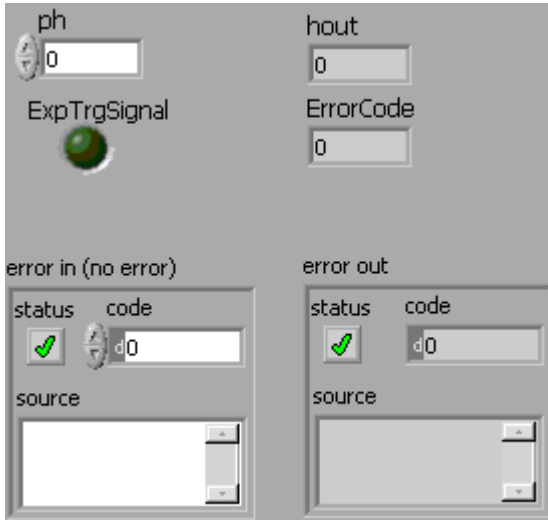 ph
hout
0
0
ExpTrgSignal
ErrorCode
0
error in (no error)
error out
status code
status code
d0
d0
source
source